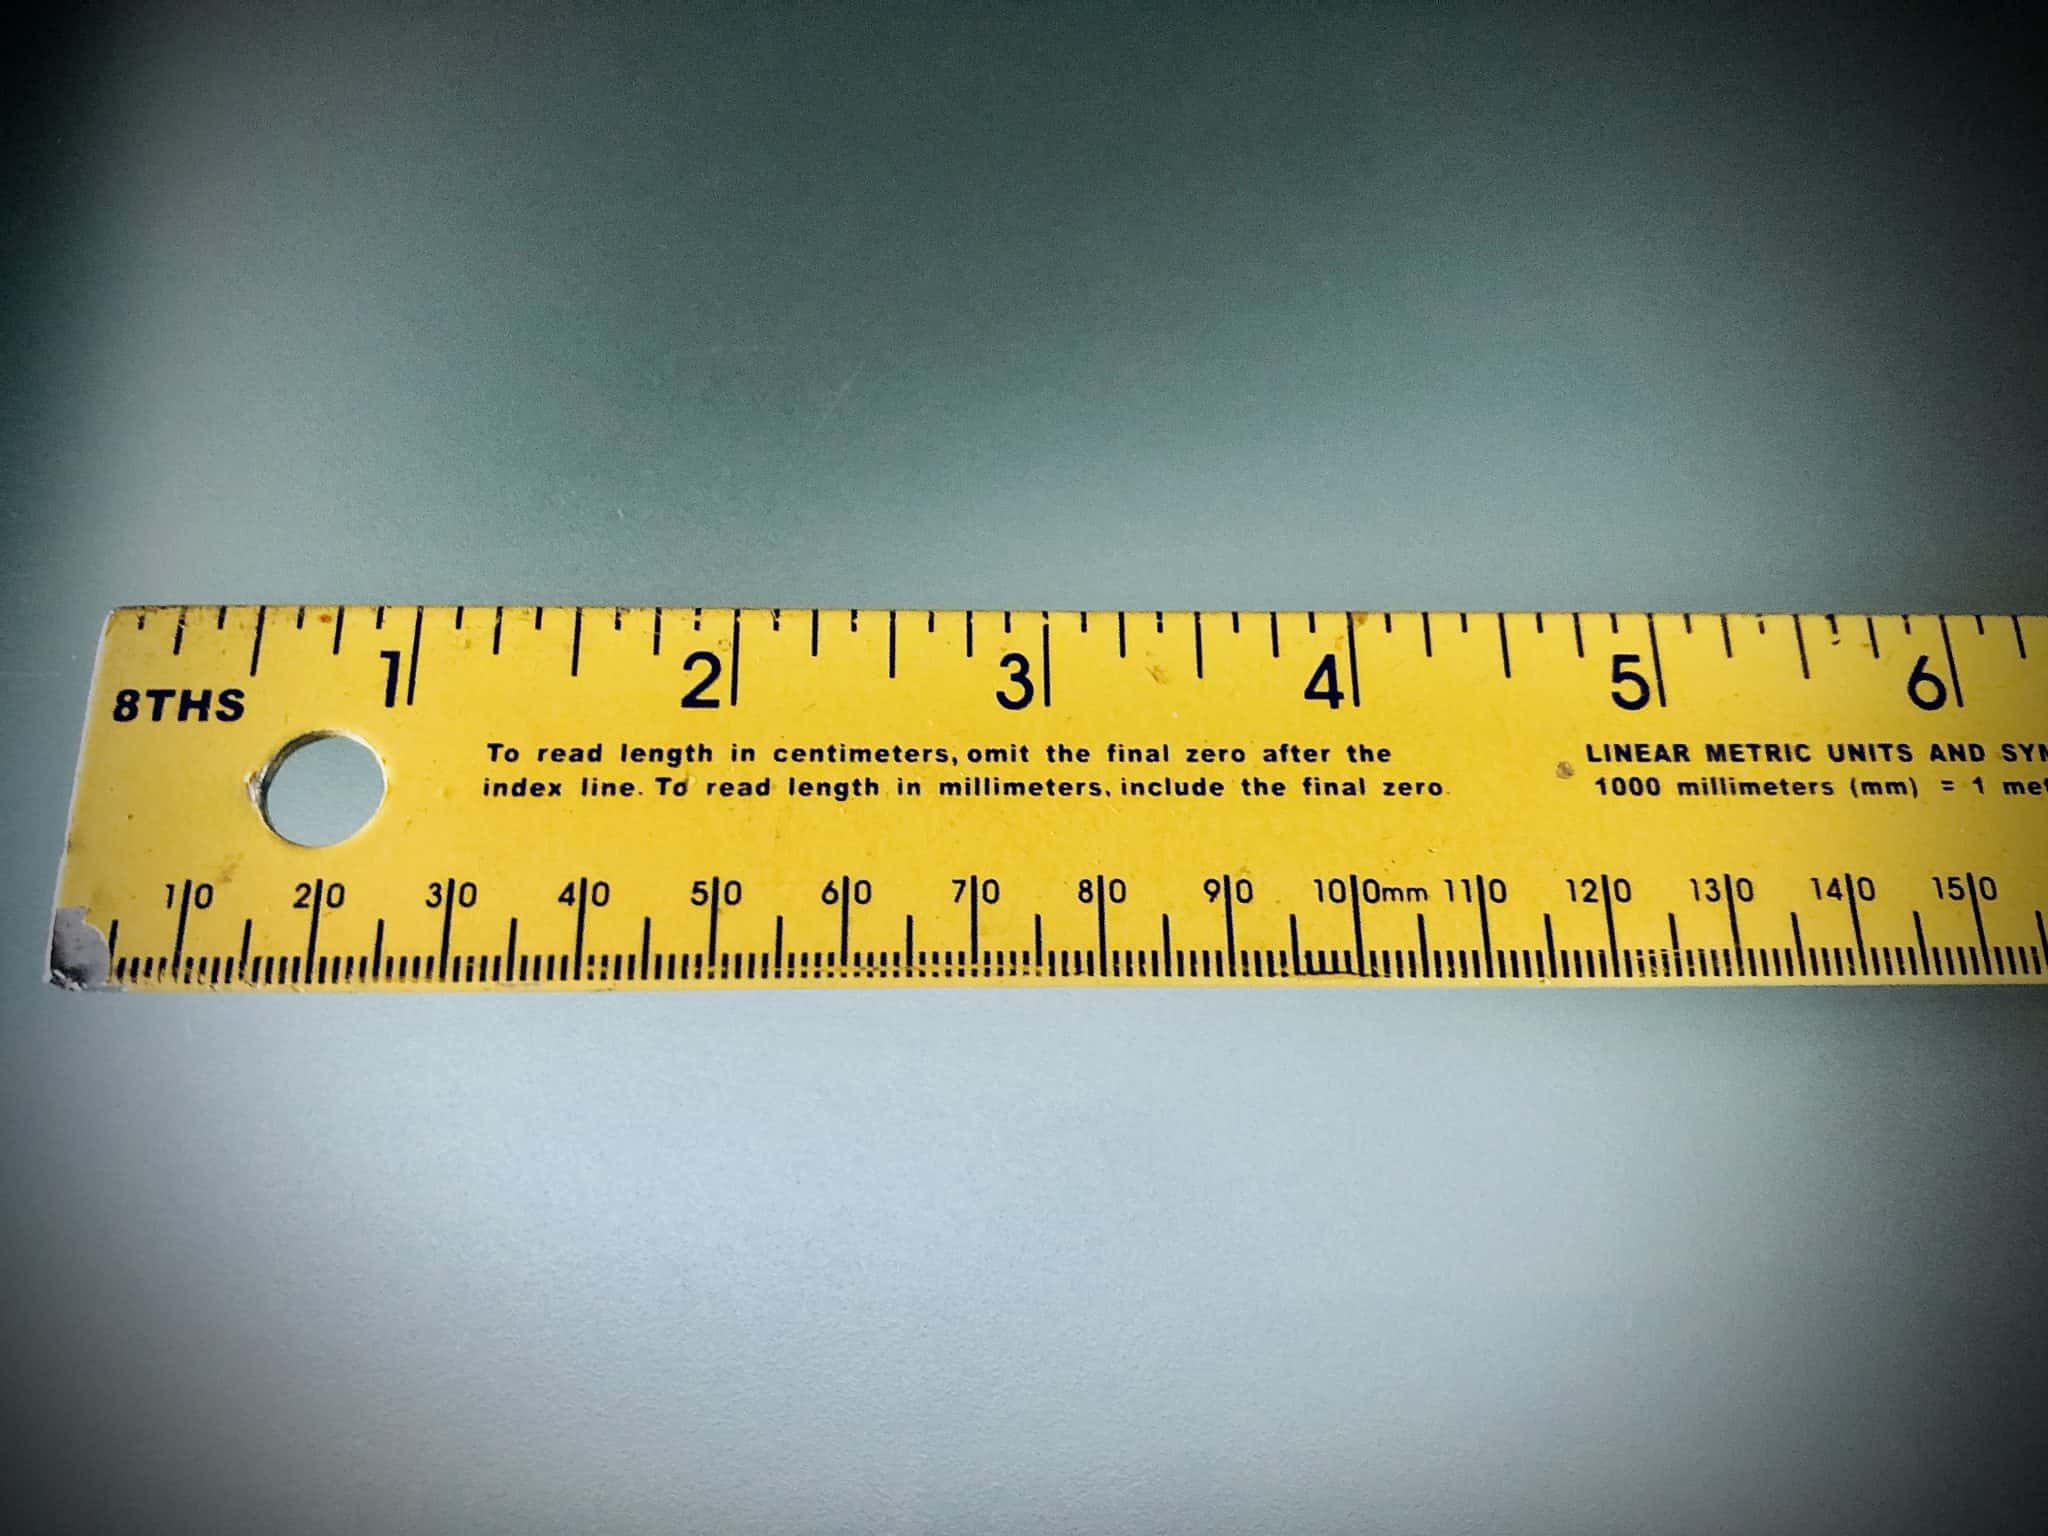 1 2 3 4 5 6
8THS
To read length in centimeters, omit the final zero after the
index line. To read length in millimeters, include the final zero.
LINEAR METRIC UNITS AND
1000 millimeters (mm) = 1
10 20 30 40 50 60 70 80 90 100mm 110 120 130 140 150